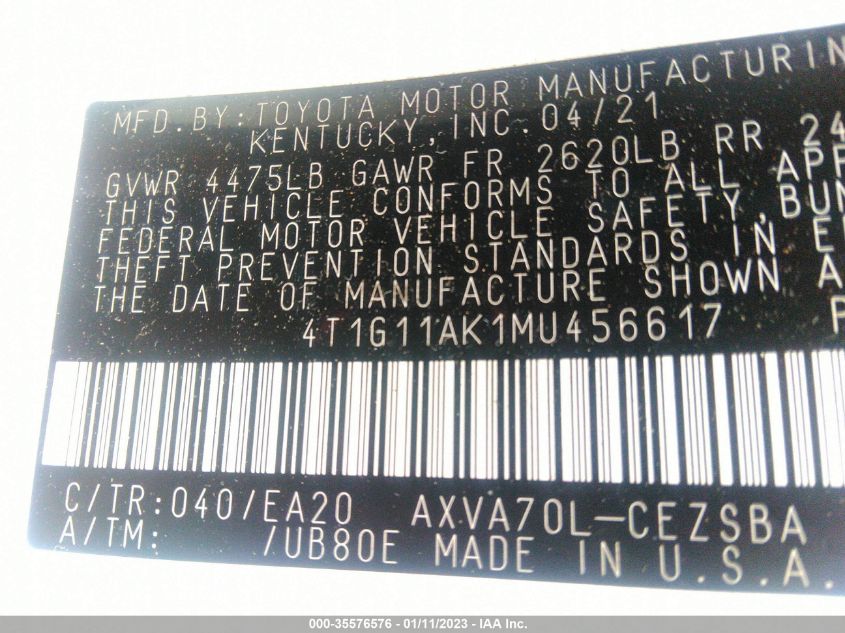 MFD.BY:TOYOTA MOTOR MANUFACTURIN
KENTUCKY,INC.04/21
GVWR 4475LB GAWR FR 2620LB RR 24
THIS VEHICLE CONFORMS TO ALL APP
FEDERAL MOTOR VEHICLE SAFETY,BUM
THEFT PREVENTION STANDARDS IN E
THE DATE OF MANUFACTURE SHOWN A
4T1G11AK1MU456617 P
C/TR:040/EA20 AXVA70L-CEZSBA
A/TM: /UB80E MADE IN U.S.A.
000-35576576 - 01/11/2023 - IAA Inc.